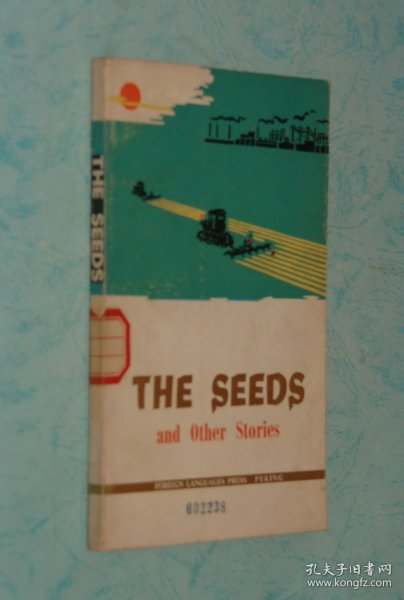 THE SEEDS
THE SEEDS
and Other Stories
FOREIGN LANGUAGES PRESS PEKING
032238
孔夫子旧书网
www.kongfz.com